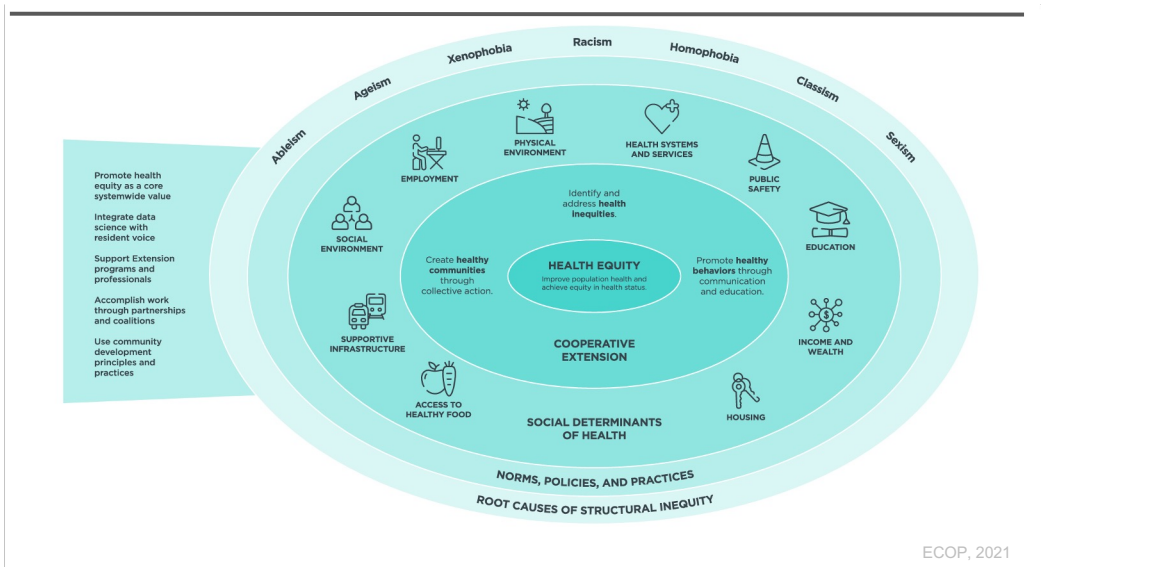 Racism
Xenophobia
Homophobia
Ageism
Classism
Ableism
Sexism
Promote health
equity as a core
systemwide value
Integrate data
science with
resident voice
Support Extension
programs and
professionals
Accomplish work
through partnerships
and coalitions
Use community
development
principles and
practices
PHYSICAL
ENVIRONMENT
HEALTH SYSTEMS
AND SERVICES
EMPLOYMENT
PUBLIC
SAFETY
SOCIAL
ENVIRONMENT
EDUCATION
SUPPORTIVE
INFRASTRUCTURE
INCOME AND
WEALTH
ACCESS TO
HEALTHY FOOD
HOUSING
Identify and
address health
inequities.
Create healthy
communities
through
collective action.
HEALTH EQUITY
Improve population health and
achieve equity in health status.
Promote healthy
behaviors through
communication
and education.
COOPERATIVE
EXTENSION
SOCIAL DETERMINANTS
OF HEALTH
NORMS, POLICIES, AND PRACTICES
ROOT CAUSES OF STRUCTURAL INEQUITY
ECOP, 2021